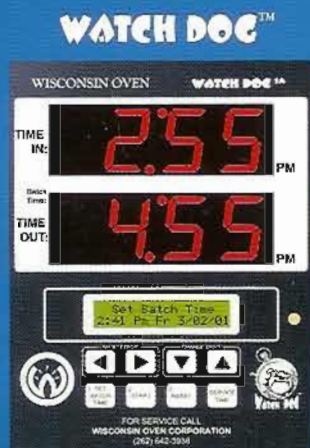 WATCH DOG™
WISCONSIN OVEN WATCH DOG™
TIME IN: 2:55 PM
Batch Time:
TIME OUT: 4:55 PM
Set Batch Time
2:41 Pm Fr 3/02/01
SET BATCH TIME START RESET SERVICE TIME
WATCH DOG
FOR SERVICE CALL
WISCONSIN OVEN CORPORATION
(262) 642-3938